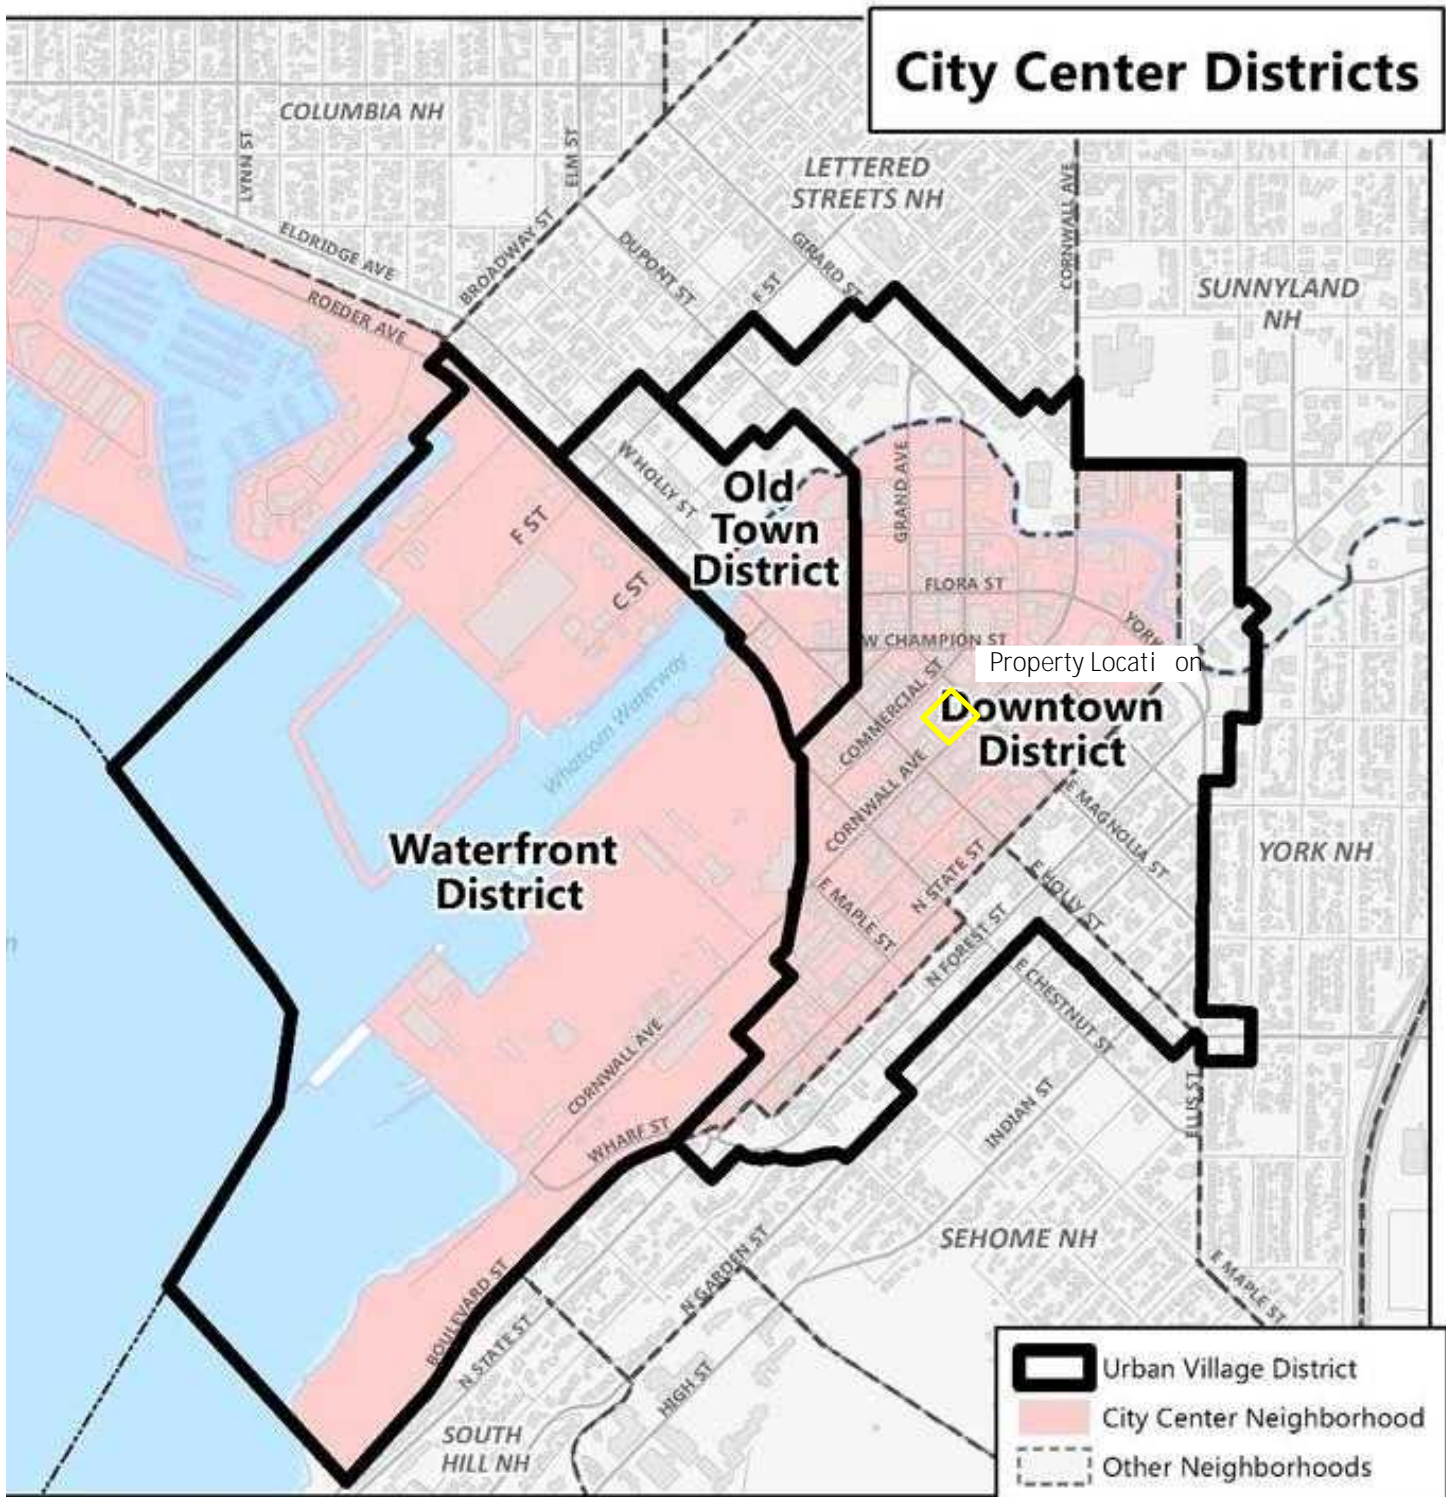 City Center Districts
COLUMBIA NH
LYNN ST
ELM ST
LETTERED
STREETS NH
CORNWALL AVE
ELDRIDGE AVE
BROADWAY ST
DUPONT ST
F ST
GIRARD ST
SUNNYLAND
NH
ROEDER AVE
W HOLLY ST
Old
Town
District
GRAND AVE
F ST
C ST
FLORA ST
W CHAMPION ST
YORK
Property Locati on
Whatcom Waterway
COMMERCIAL ST
Downtown
District
CORNWALL AVE
E MAGNOLIA ST
Waterfront
District
YORK NH
N STATE ST
E HOLLY ST
E MAPLE ST
N FOREST ST
E CHESTNUT ST
CORNWALL AVE
INDIAN ST
ELLIS ST
WHARF ST
SEHOME NH
N GARDEN ST
BOULEVARD ST
E MAPLE ST
N STATE ST
HIGH ST
SOUTH
HILL NH
Urban Village District
City Center Neighborhood
Other Neighborhoods